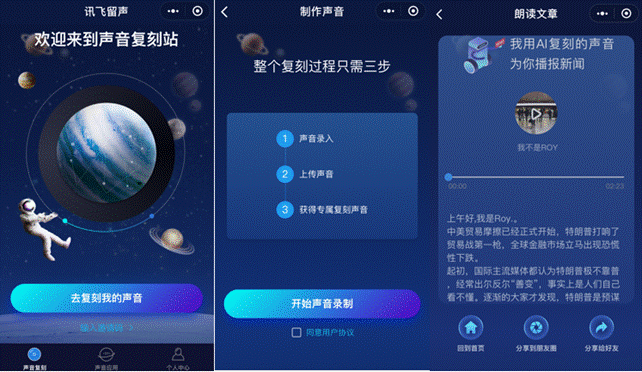 讯飞留声
欢迎来到声音复刻站
去复刻我的声音
声音复刻
声音应用
个人中心
制作声音
整个复刻过程只需三步
1 声音录入
2 上传声音
3 获得专属复刻声音
开始声音录制
同意用户协议
朗读文章
我用AI复刻的声音
为你播报新闻
我不是ROY
00:00
02:23
上午好,我是Roy.。
中美贸易摩擦已经正式开始，特朗普打响了
贸易战第一枪，全球金融市场立马出现恐慌
性下跌。
起初，国际主流媒体都认为特朗普极不靠普
，经常出尔反尔“善变”，事实上是人们自己
看不懂。逐渐的大家才发现，特朗普是预谋
回到首页
分享到朋友圈
分享给好友